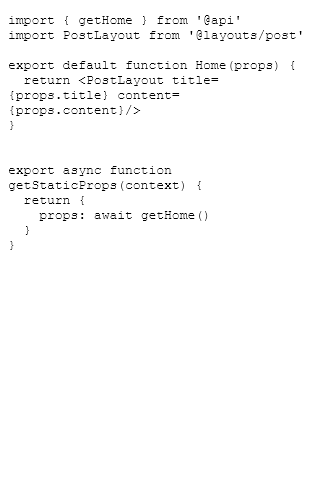 import { getHome } from '@api'
import PostLayout from '@layouts/post'

export default function Home(props) {
  return <PostLayout title=
{props.title} content=
{props.content}/>
}


export async function
getStaticProps(context) {
  return {
    props: await getHome()
  }
}